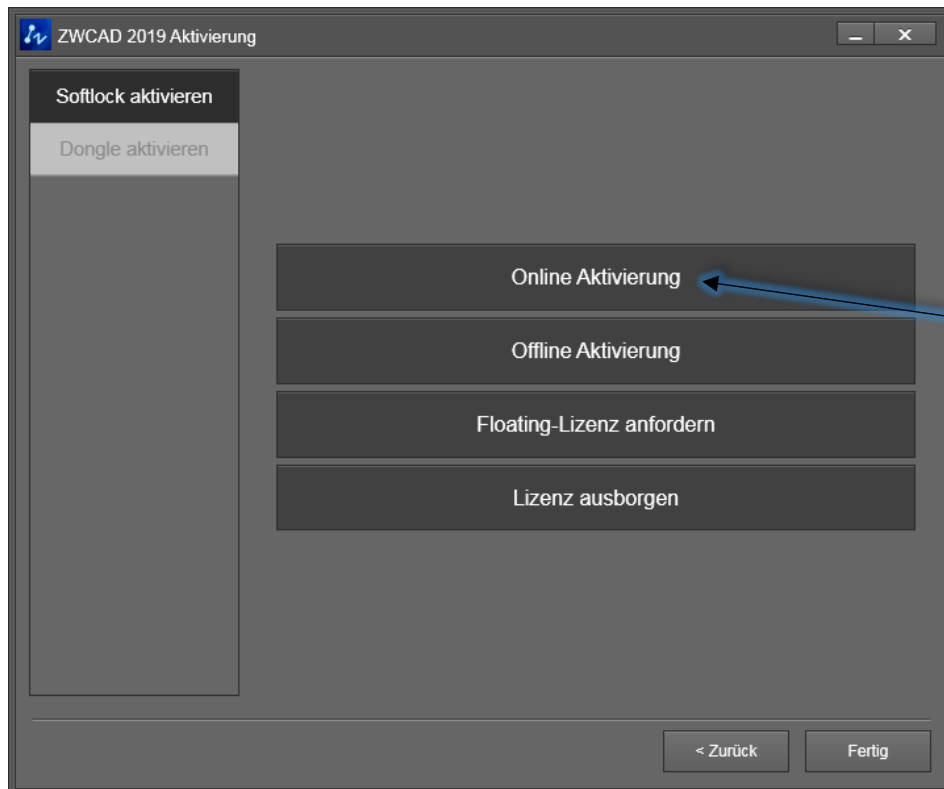 ZWCAD 2019 Aktivierung
Softlock aktivieren
Dongle aktivieren
Online Aktivierung
Offline Aktivierung
Floating-Lizenz anfordern
Lizenz ausborgen
< Zurück
Fertig